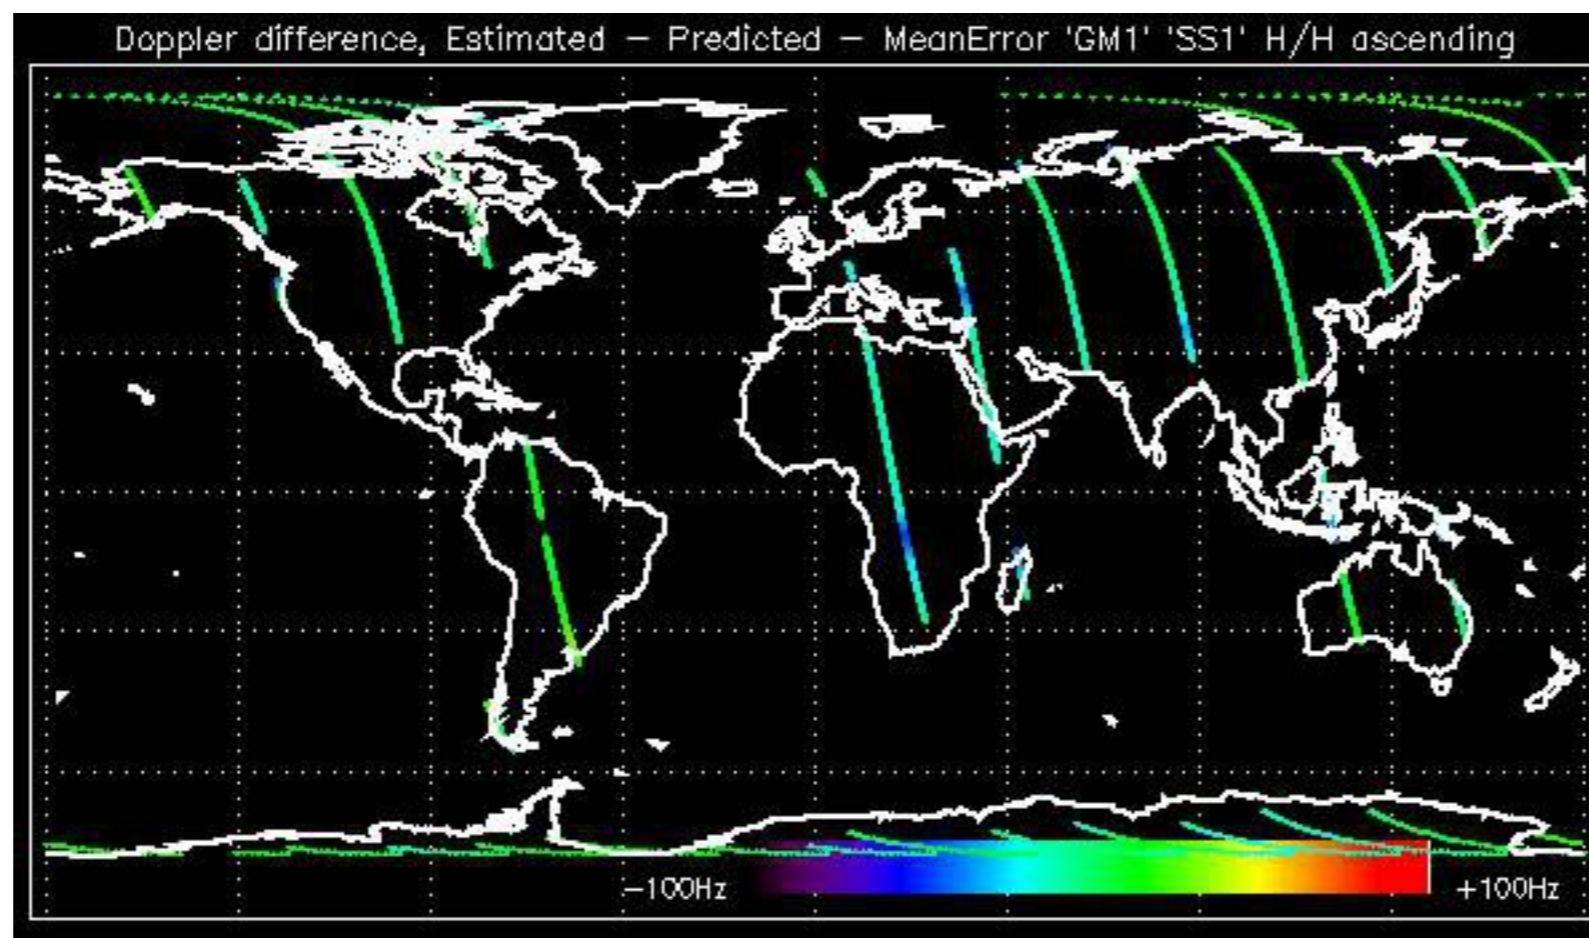 Doppler difference, Estimated – Predicted – MeanError 'GM1' 'SS1' H/H ascending
–100Hz
+100Hz